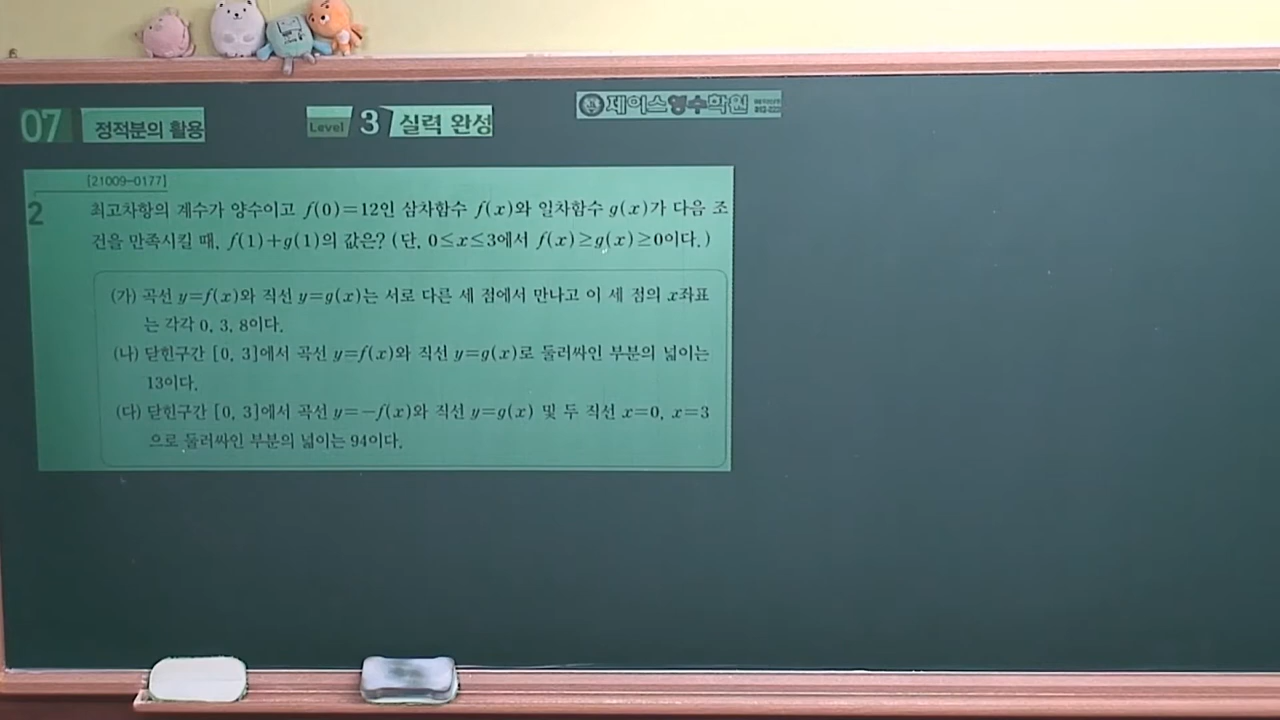 07 정적분의 활용
Level 3 실력 완성
제이스영수학원
[21009-0177]
2 최고차항의 계수가 양수이고 f(0)=12인 삼차함수 f(x)와 일차함수 g(x)가 다음 조
건을 만족시킬 때, f(1)+g(1)의 값은? (단, 0≤x≤3에서 f(x)≥g(x)≥0이다.)
(가) 곡선 y=f(x)와 직선 y=g(x)는 서로 다른 세 점에서 만나고 이 세 점의 x좌표
는 각각 0, 3, 8이다.
(나) 닫힌구간 [0, 3]에서 곡선 y=f(x)와 직선 y=g(x)로 둘러싸인 부분의 넓이는
13이다.
(다) 닫힌구간 [0, 3]에서 곡선 y=-f(x)와 직선 y=g(x) 및 두 직선 x=0, x=3
으로 둘러싸인 부분의 넓이는 94이다.